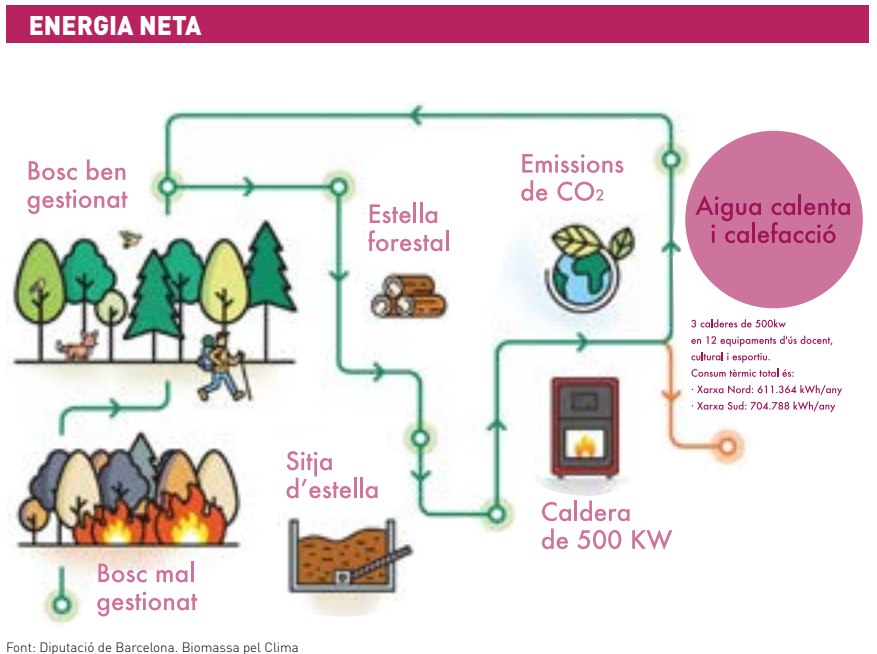 ENERGIA NETA
Bosc ben
gestionat
Estella
forestal
Emissions
de CO₂
Aigua calenta
i calefacció
3 calderes de 500kw
en 12 equipaments d'ús docent,
cultural i esportiu.
Consum tèrmic total és:
· Xarxa Nord: 611.364 kWh/any
· Xarxa Sud: 704.788 kWh/any
Sitja
d'estella
Caldera
de 500 KW
Bosc mal
gestionat
Font: Diputació de Barcelona. Biomassa pel Clima